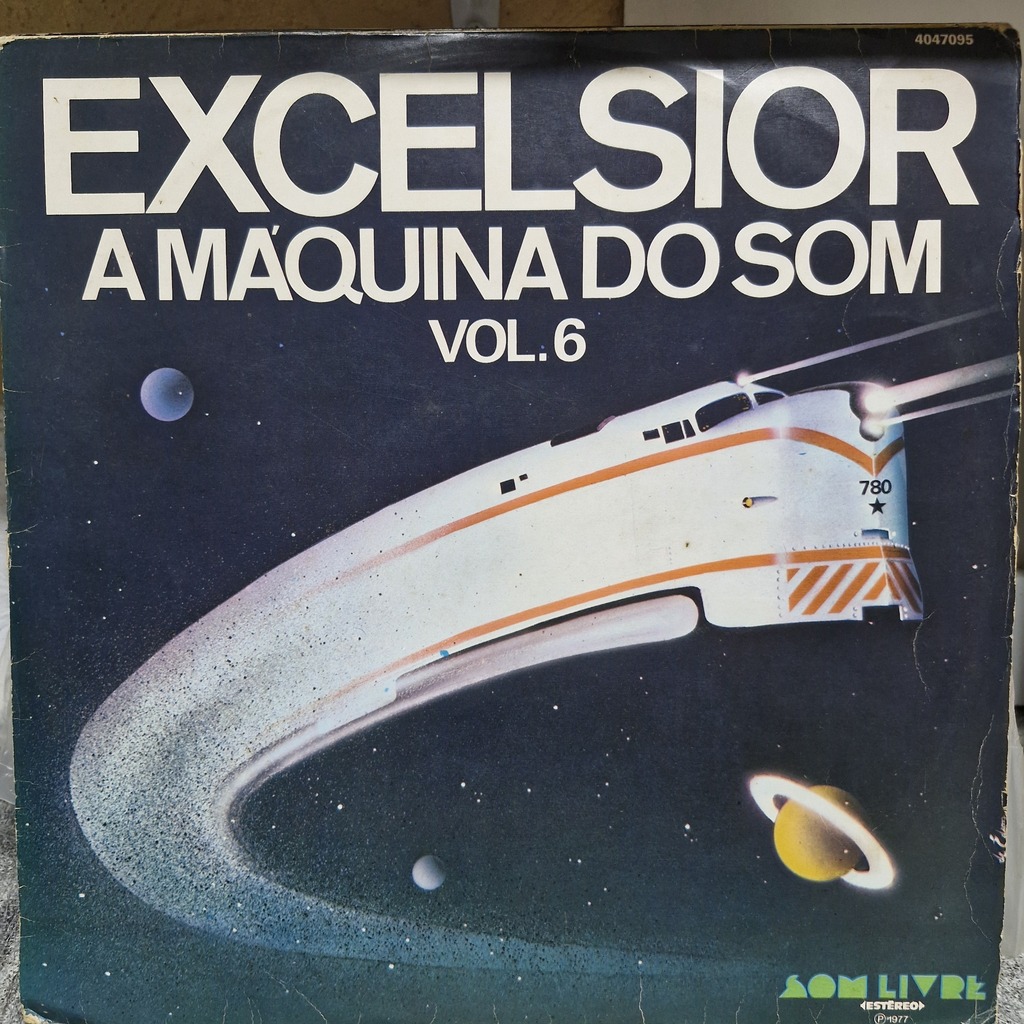 4047095
EXCELSIOR
A MÁQUINA DO SOM
VOL. 6
780
SOM LIVRE
ESTÉREO
Ⓟ 1977